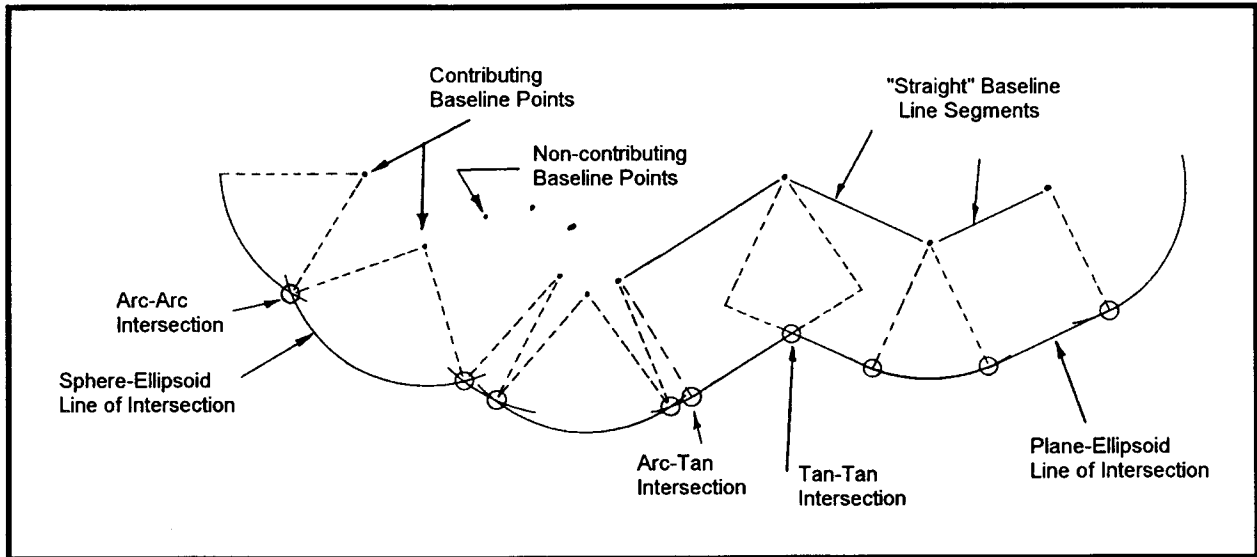 Contributing
Baseline Points
"Straight" Baseline
Line Segments
Non-contributing
Baseline Points
Arc-Arc
Intersection
Sphere-Ellipsoid
Line of Intersection
Arc-Tan
Intersection
Tan-Tan
Intersection
Plane-Ellipsoid
Line of Intersection